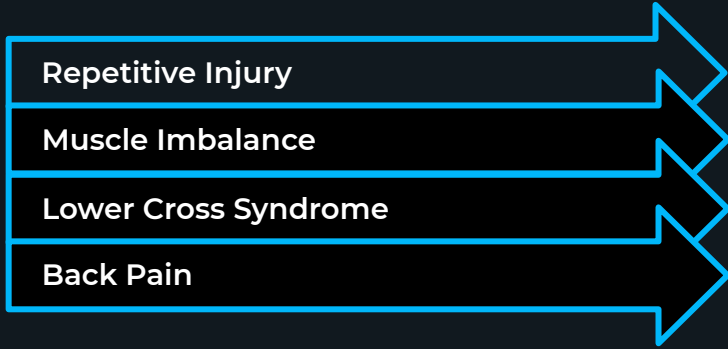 Repetitive Injury
Muscle Imbalance
Lower Cross Syndrome
Back Pain